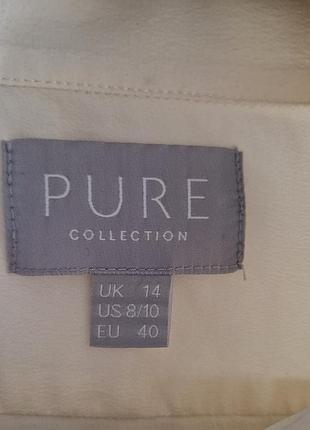 PURE
COLLECTION
UK 14
US 8/10
EU 40